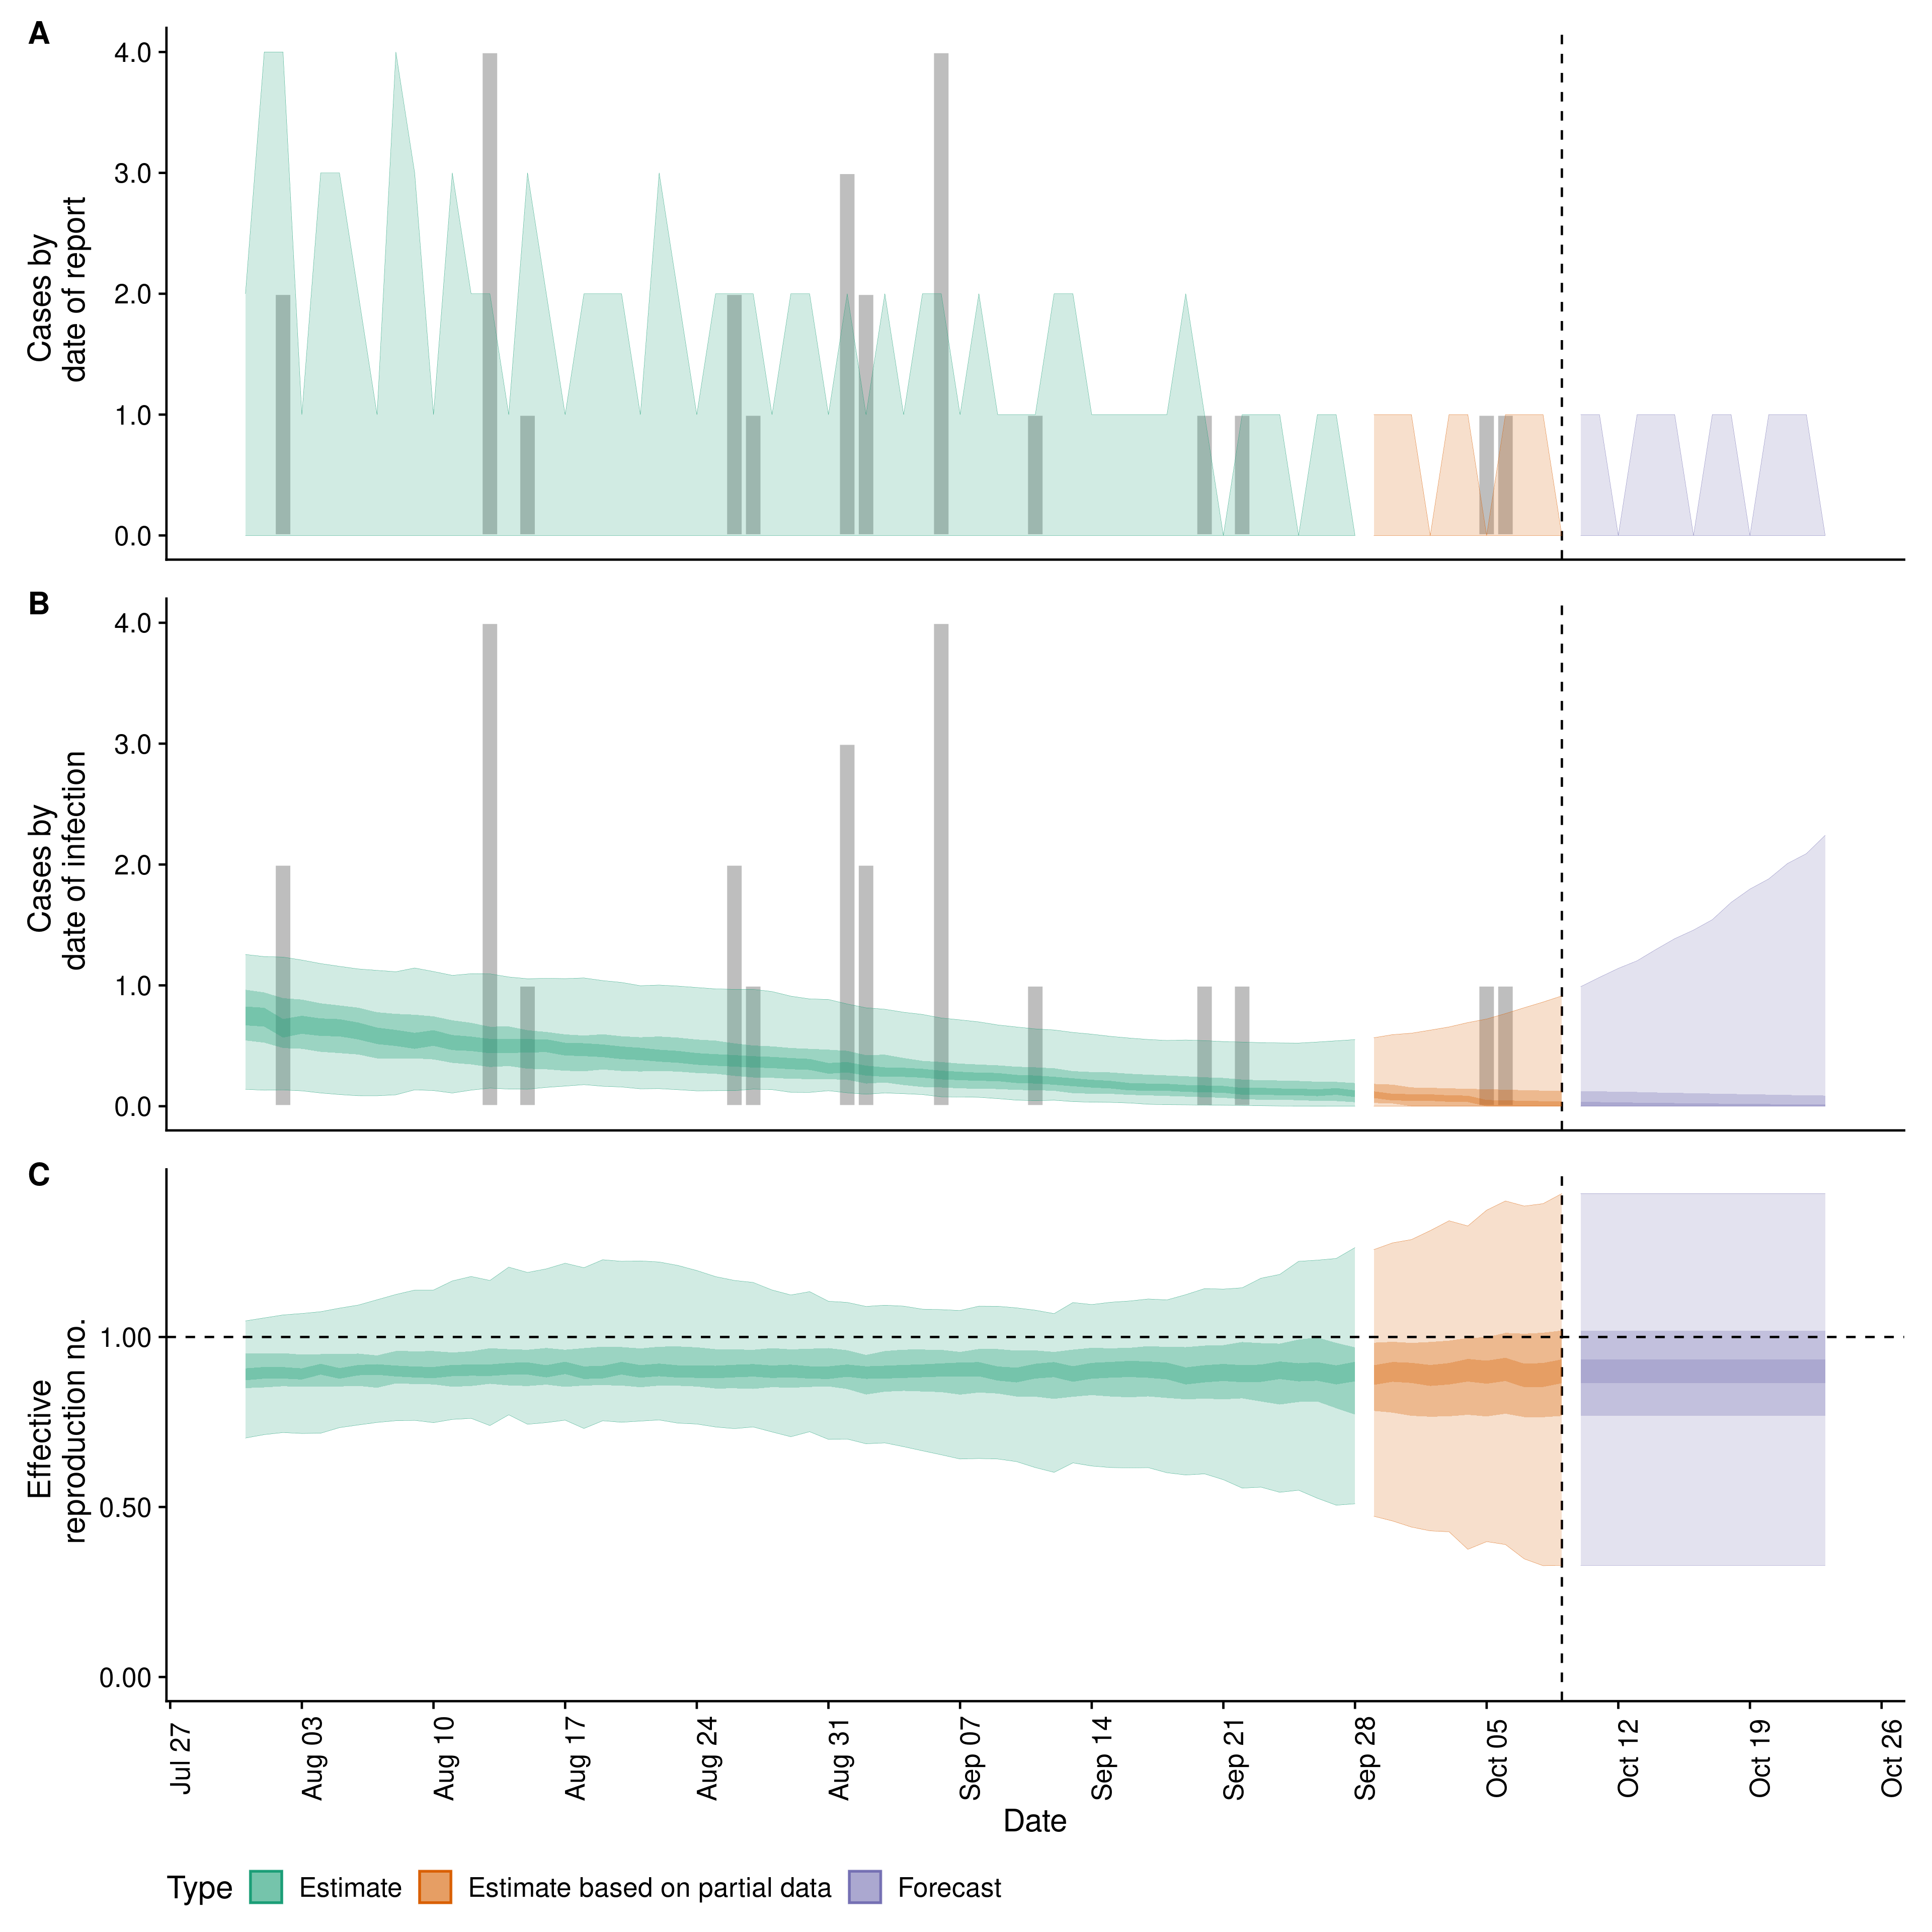 A
4.0
3.0
2.0
1.0
0.0
Cases by
date of report
B
4.0
3.0
2.0
1.0
0.0
Cases by
date of infection
C
1.00
0.50
0.00
Effective
reproduction no.
Jul 27
Aug 03
Aug 10
Aug 17
Aug 24
Aug 31
Sep 07
Sep 14
Sep 21
Sep 28
Oct 05
Oct 12
Oct 19
Oct 26
Date
Type Estimate Estimate based on partial data Forecast